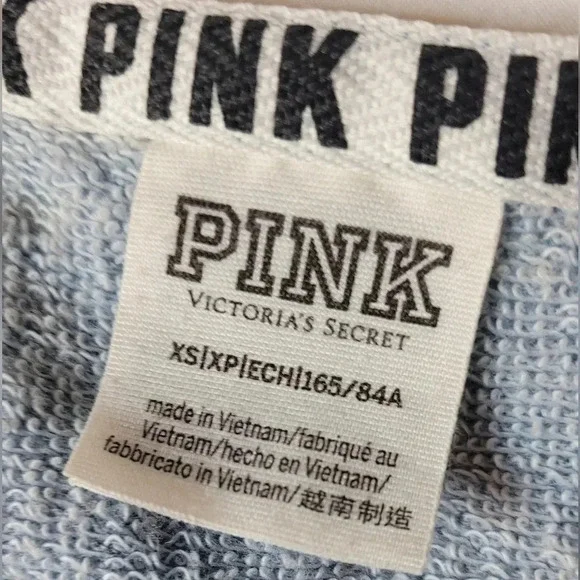 K PINK PIN
PINK
VICTORIA'S SECRET
XS|XP|ECH|165/84A
made in Vietnam/fabriqué au
Vietnam/hecho en Vietnam/
fabbricato in Vietnam/越南制造